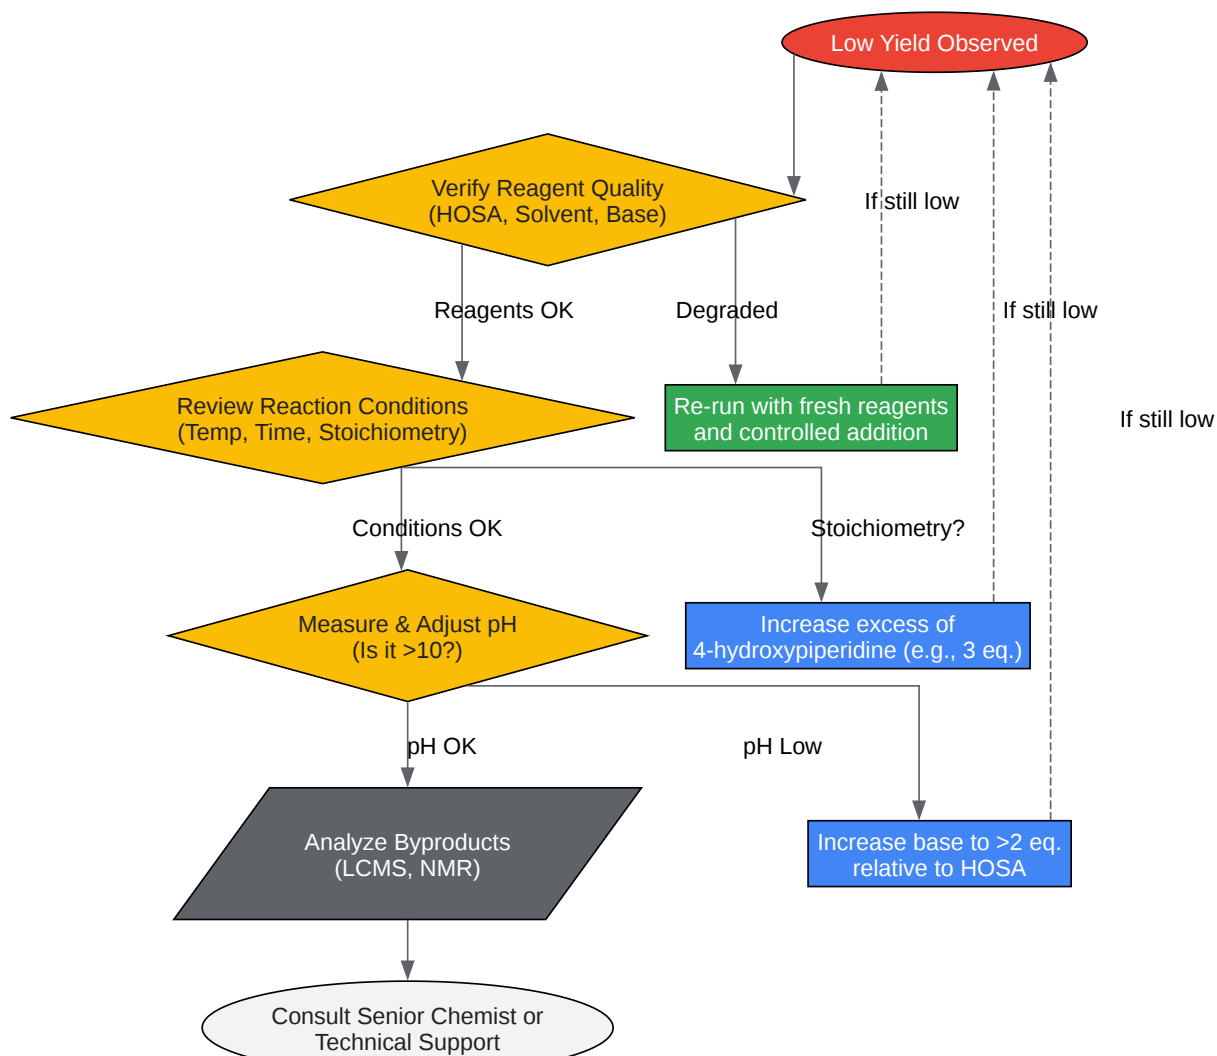 Low Yield Observed
Verify Reagent Quality
(HOSA, Solvent, Base)
If still low
Reagents OK
Degraded
If still low
Review Reaction Conditions
(Temp, Time, Stoichiometry)
Re-run with fresh reagents
and controlled addition
If still low
Conditions OK
Stoichiometry?
Measure & Adjust pH
(Is it >10?)
Increase excess of
4-hydroxypiperidine (e.g., 3 eq.)
pH OK
pH Low
Analyze Byproducts
(LCMS, NMR)
Increase base to >2 eq.
relative to HOSA
Consult Senior Chemist or
Technical Support